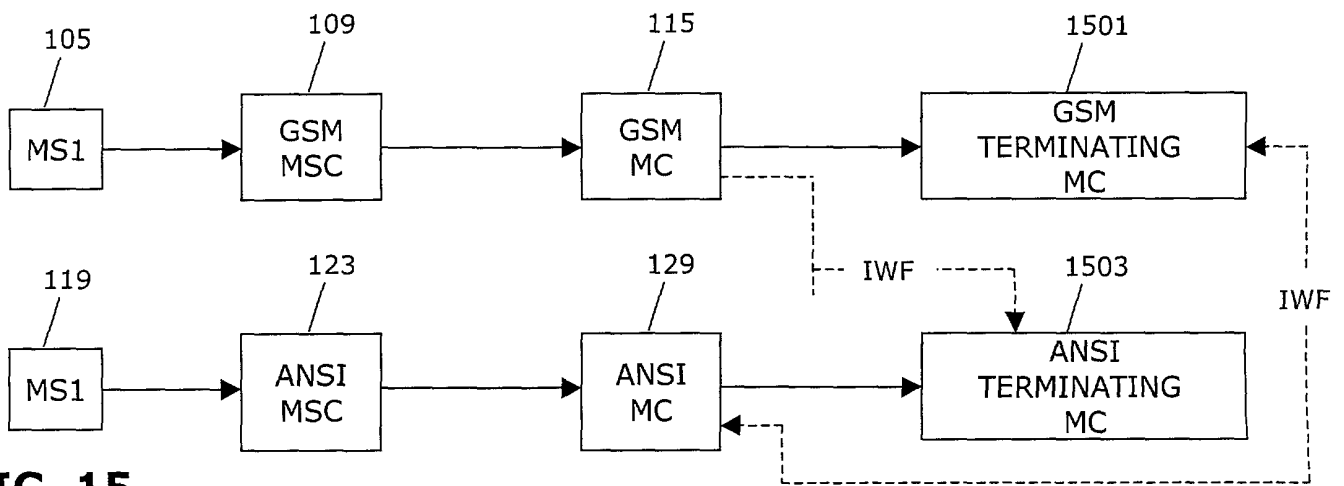 105
109
115
1501
MS1
GSM
MSC
GSM
MC
GSM
TERMINATING
MC
IWF
IWF
119
123
129
1503
MS1
ANSI
MSC
ANSI
MC
ANSI
TERMINATING
MC
15